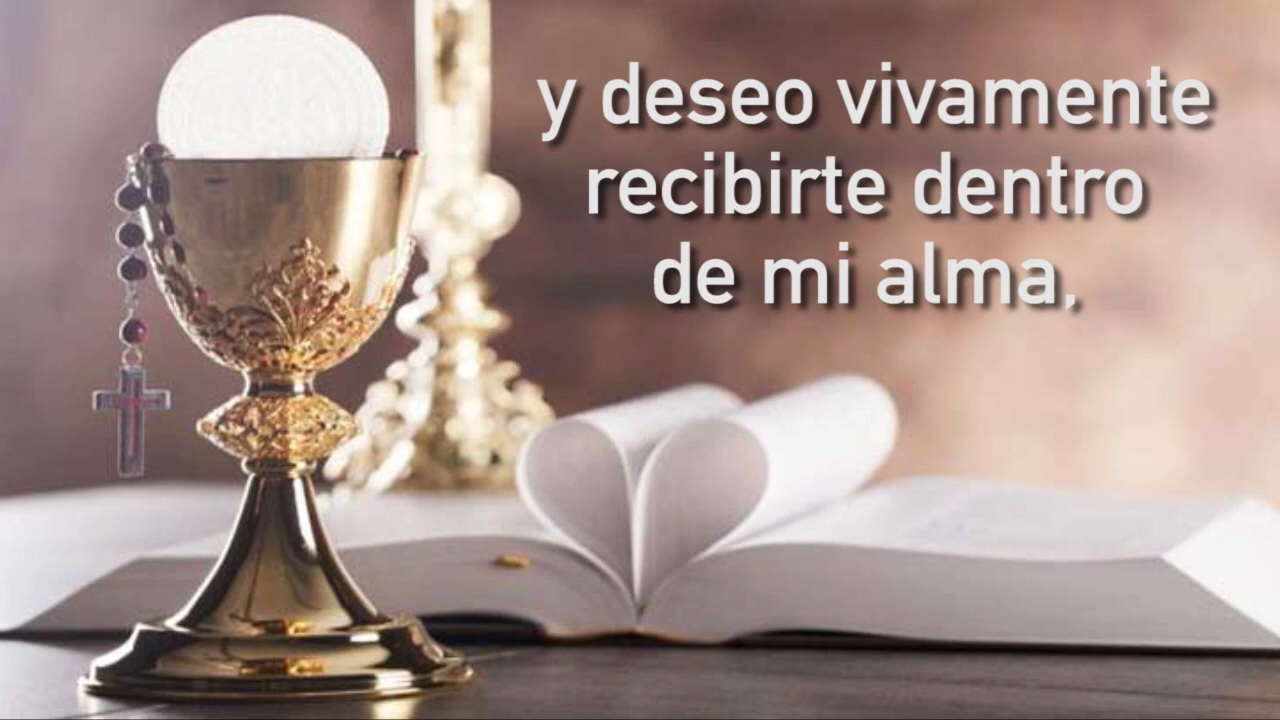 y deseo vivamente
recibirte dentro
de mi alma,